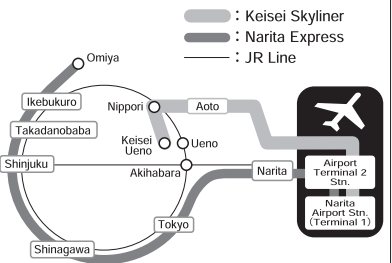 : Keisei Skyliner
: Narita Express
: JR Line
Omiya
Ikebukuro
Nippori
Aoto
Takadanobaba
Keisei
Ueno
Ueno
Shinjuku
Akihabara
Narita
Airport
Terminal 2
Stn.
Narita
Airport Stn.
(Terminal 1)
Tokyo
Shinagawa